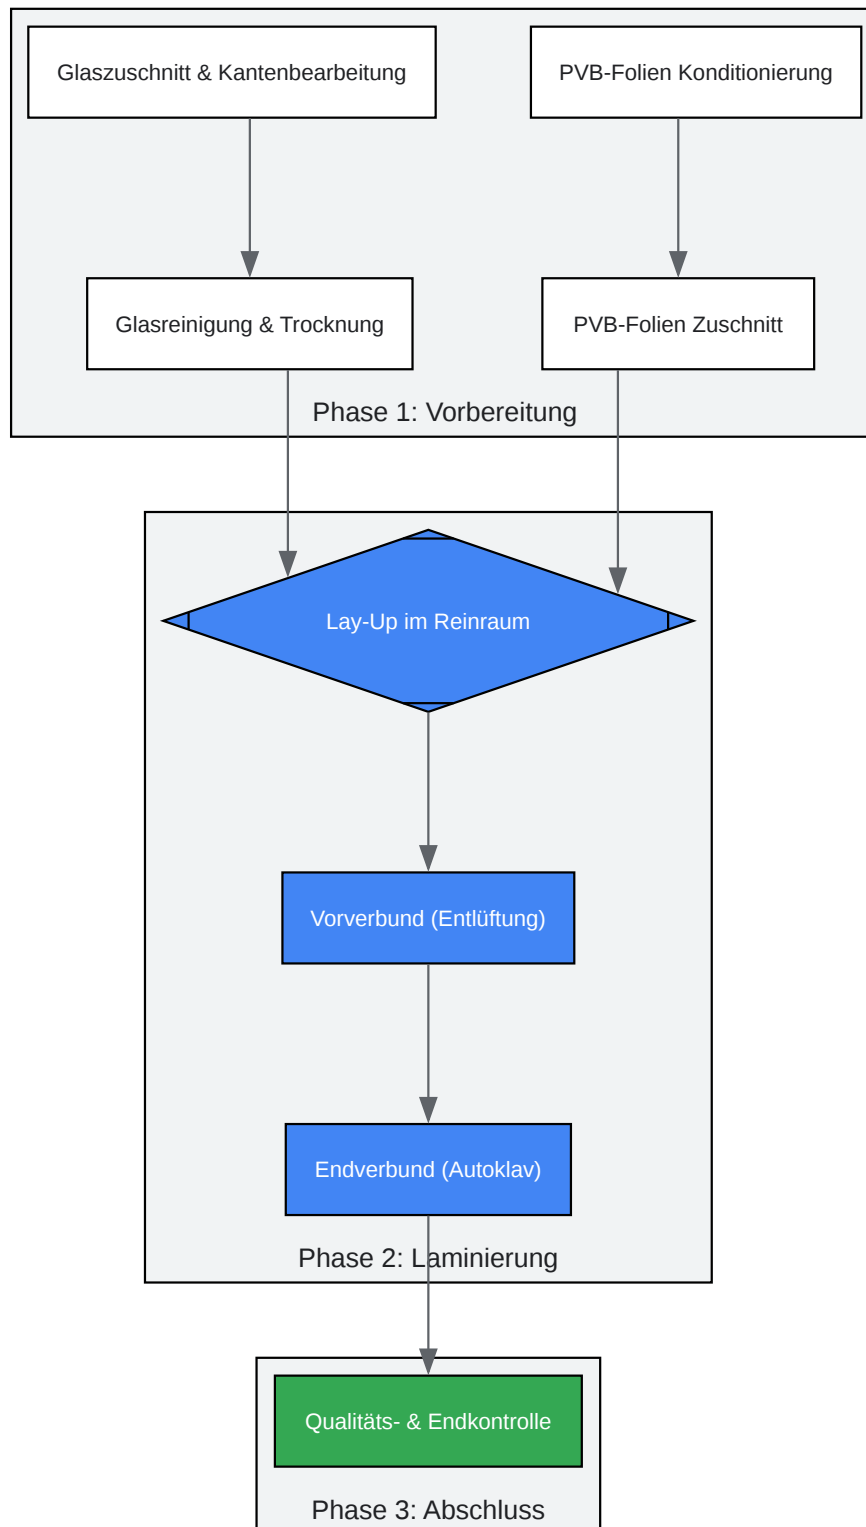 Glaszuschnitt & Kantenbearbeitung
PVB-Folien Konditionierung
Glasreinigung & Trocknung
PVB-Folien Zuschnitt
Phase 1: Vorbereitung
Lay-Up im Reinraum
Vorverbund (Entlüftung)
Endverbund (Autoklav)
Phase 2: Laminierung
Qualitäts- & Endkontrolle
Phase 3: Abschluss